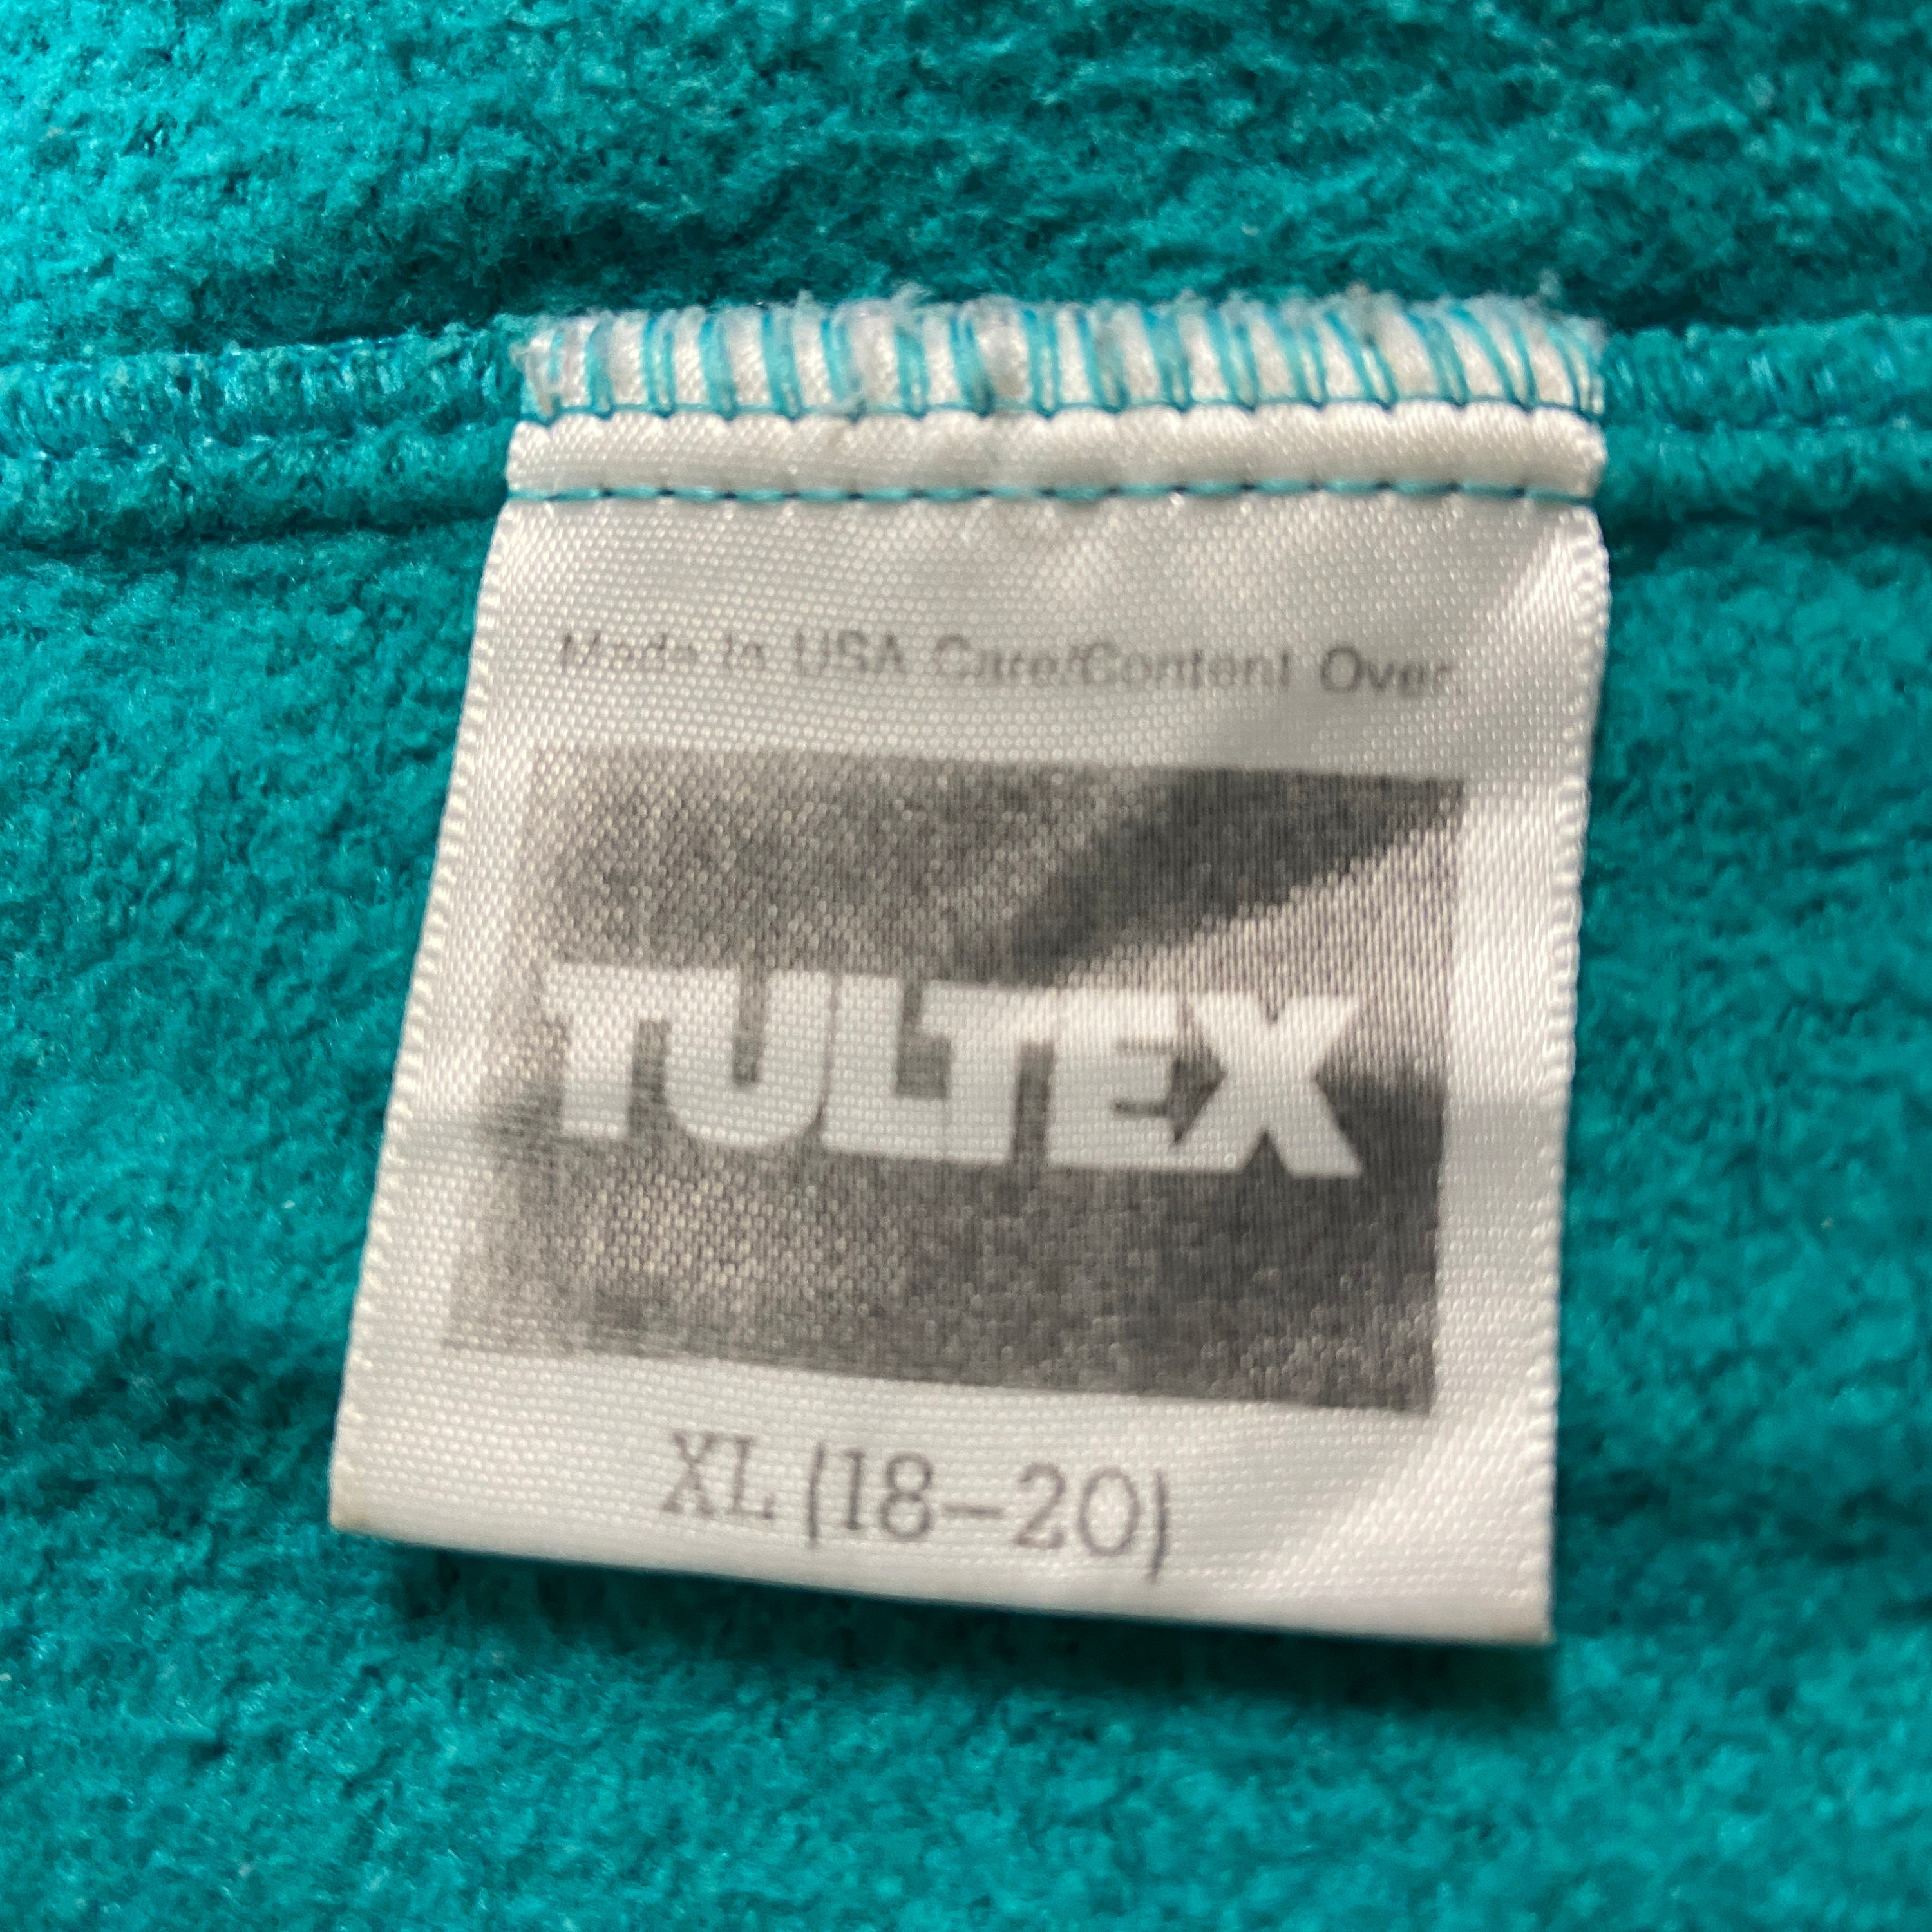 Made in USA Care/Content Over
TULTEX
XL (18-20)